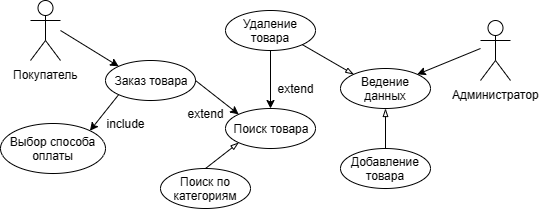 Удаление
товара
Покупатель
Заказ товара
extend
Ведение
данных
Администратор
extend
include
Поиск товара
Выбор способа
оплаты
Добавление
товара
Поиск по
категориям